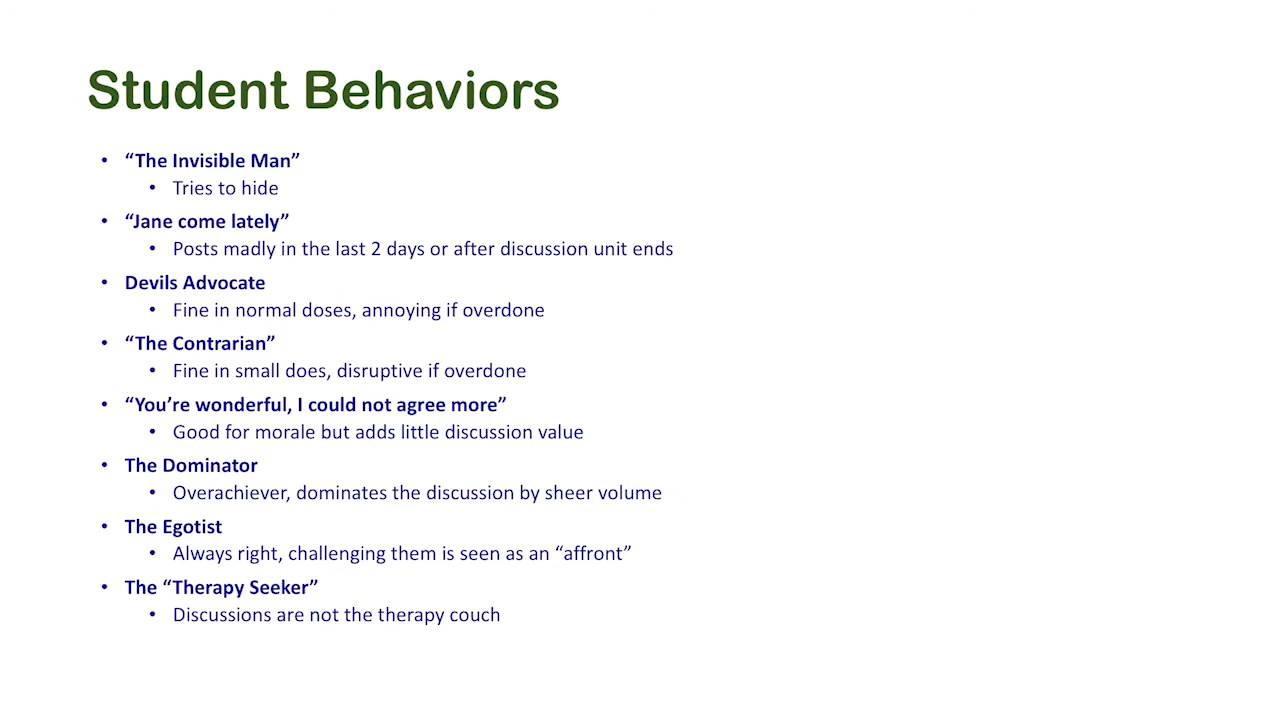 Student Behaviors
• “The Invisible Man”
• Tries to hide
• “Jane come lately”
• Posts madly in the last 2 days or after discussion unit ends
• Devils Advocate
• Fine in normal doses, annoying if overdone
• “The Contrarian”
• Fine in small does, disruptive if overdone
• “You’re wonderful, I could not agree more”
• Good for morale but adds little discussion value
• The Dominator
• Overachiever, dominates the discussion by sheer volume
• The Egotist
• Always right, challenging them is seen as an “affront”
• The “Therapy Seeker”
• Discussions are not the therapy couch